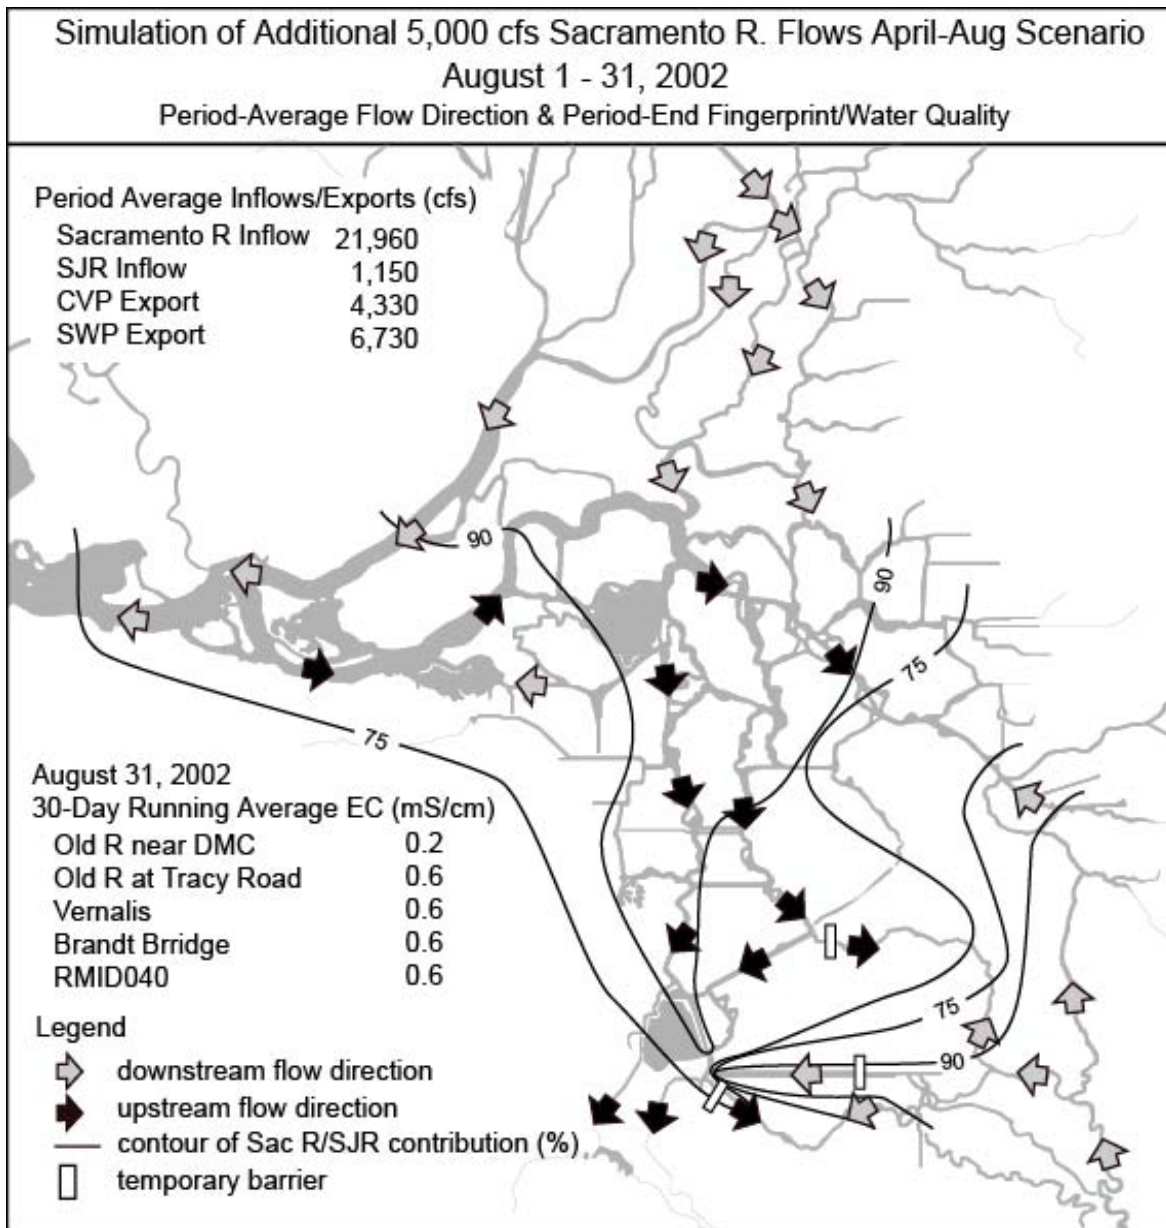 Simulation of Additional 5,000 cfs Sacramento R. Flows April-Aug Scenario
August 1 - 31, 2002
Period-Average Flow Direction & Period-End Fingerprint/Water Quality
Period Average Inflows/Exports (cfs)
Sacramento R Inflow 21,960
SJR Inflow 1,150
CVP Export 4,330
SWP Export 6,730
90
90
75
75
August 31, 2002
30-Day Running Average EC (mS/cm)
Old R near DMC 0.2
Old R at Tracy Road 0.6
Vernalis 0.6
Brandt Brridge 0.6
RMID040 0.6
75
90
Legend
downstream flow direction
upstream flow direction
contour of Sac R/SJR contribution (%)
temporary barrier